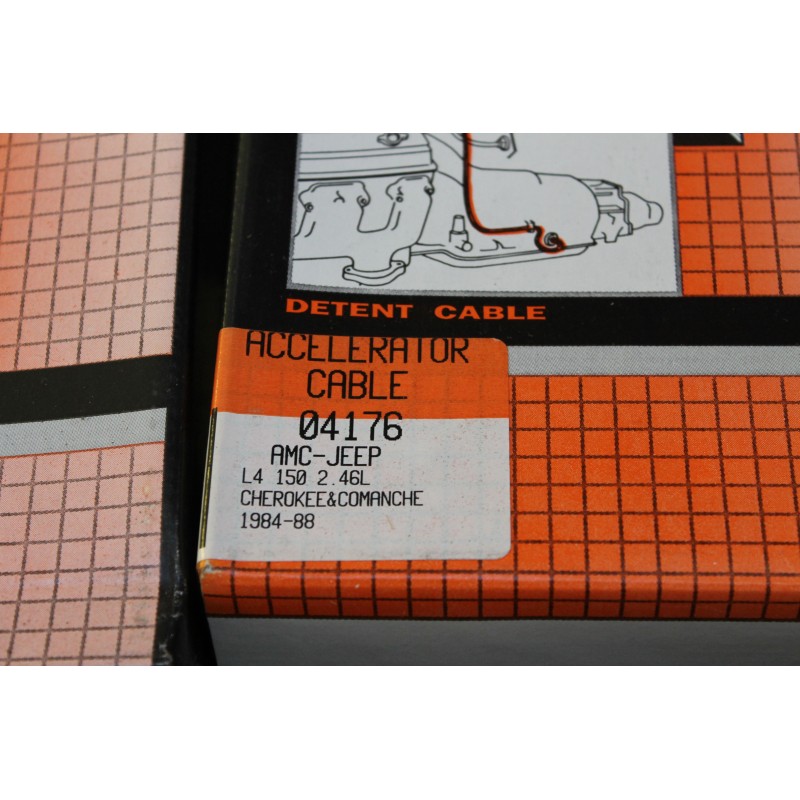 DETENT CABLE
ACCELERATOR
CABLE
04176
AMC-JEEP
L4 150 2.46L
CHEROKEE&COMANCHE
1984-88